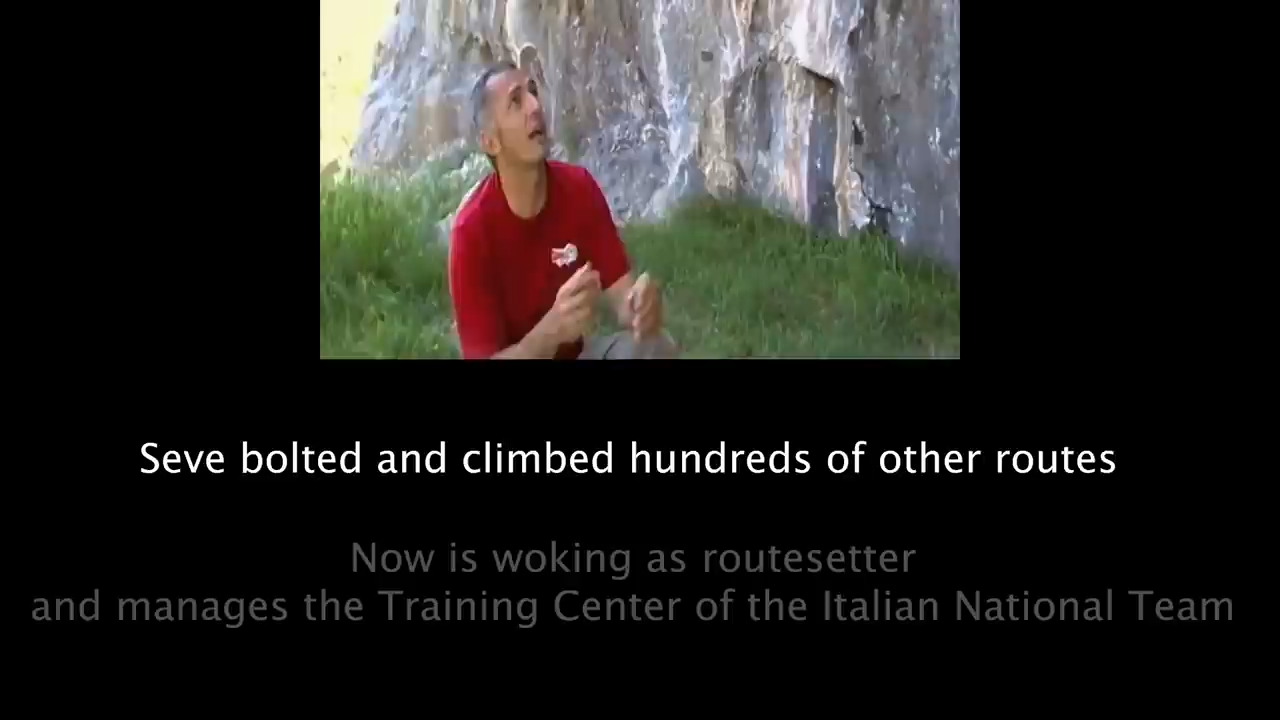 Seve bolted and climbed hundreds of other routes
Now is woking as routesetter
and manages the Training Center of the Italian National Team